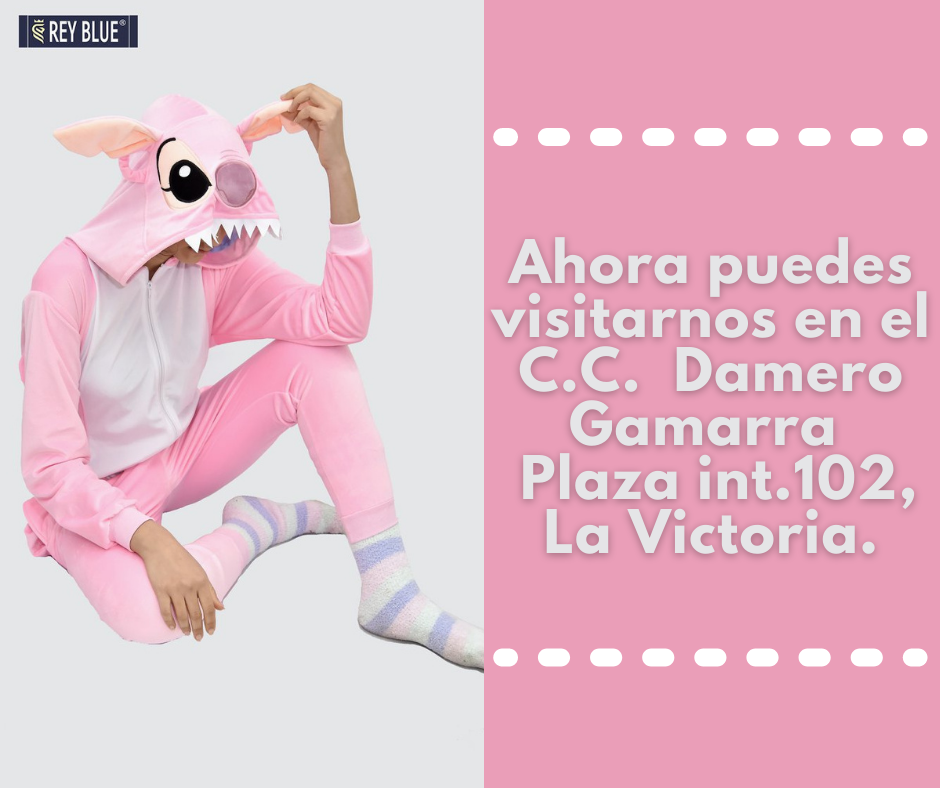 REY BLUE®
Ahora puedes
visitarnos en el
C.C. Damero
Gamarra
Plaza int.102,
La Victoria.